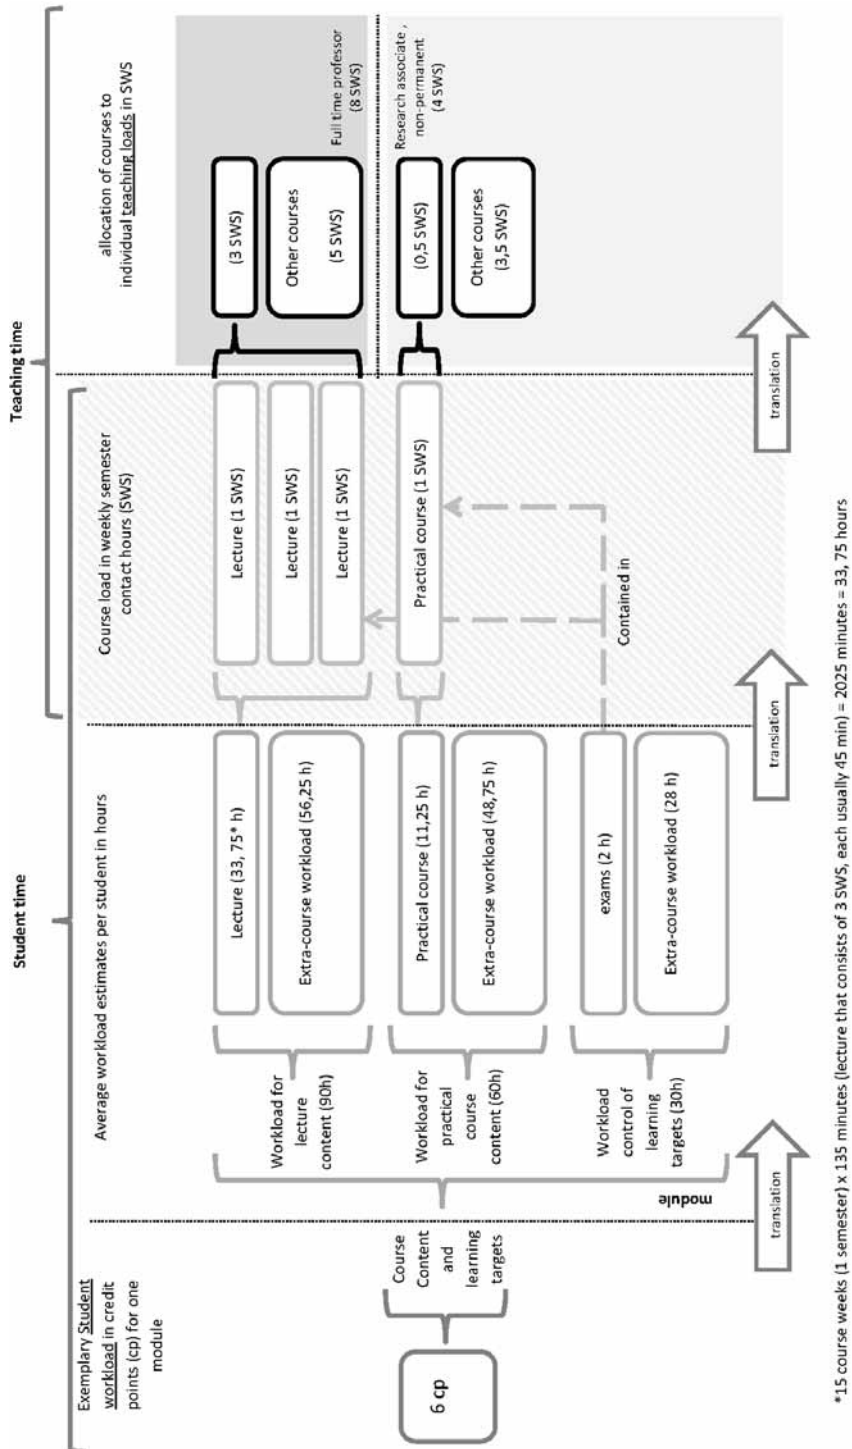 Student time
Teaching time
Exemplary Student
workload in credit
points (cp) for one
module
Average workload estimates per student in hours
Course load in weekly semester
contact hours (SWS)
allocation of courses to
individual teaching loads in SWS
6 cp
Course
Content
and
learning
targets
module
Workload for
lecture
content (90h)
Lecture (33, 75* h)
Extra-course workload (56,25 h)
Workload for
practical
course
content (60h)
Practical course (11,25 h)
Extra-course workload (48,75 h)
Workload
control of
learning
targets (30h)
exams (2 h)
Extra-course workload (28 h)
Lecture (1 SWS)
Lecture (1 SWS)
Lecture (1 SWS)
Practical course (1 SWS)
Contained in
(3 SWS)
Other courses
(5 SWS)
Full time professor
(8 SWS)
Research associate ,
non-permanent
(4 SWS)
(0,5 SWS)
Other courses
(3,5 SWS)
translation
translation
translation
*15 course weeks (1 semester) x 135 minutes (lecture that consists of 3 SWS, each usually 45 min) = 2025 minutes = 33, 75 hours